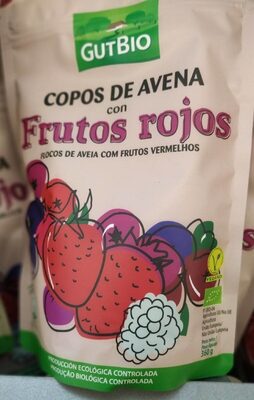 GUTBIO
COPOS DE AVENA
con
Frutos rojos
FLOCOS DE AVEIA COM FRUTOS VERMELHOS
360 g
PRODUCCIÓN ECOLÓGICA CONTROLADA
PRODUÇÃO BIOLÓGICA CONTROLADA